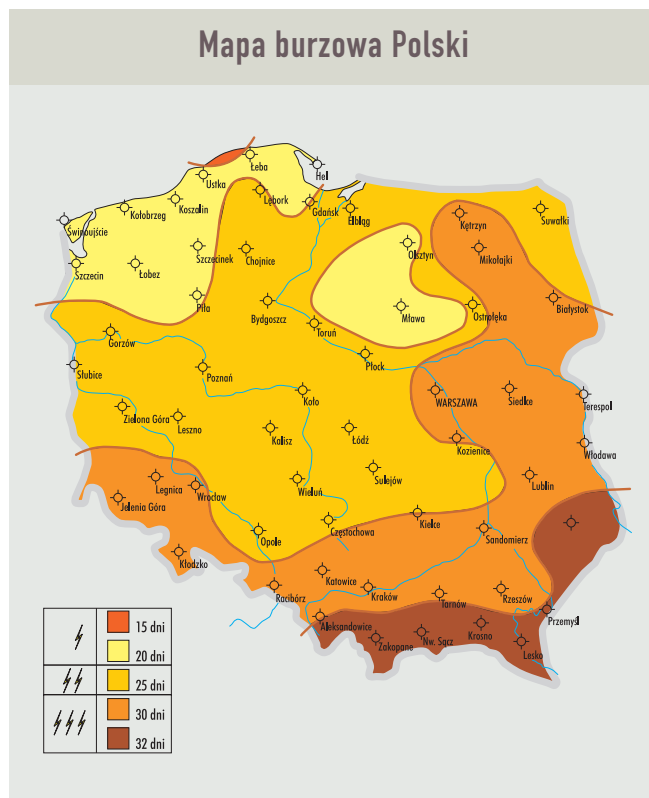 Mapa burzowa Polski
Łeba
Hel
Ustka
Lębork
Gdańsk
Elbląg
Kętrzyn
Suwałki
Kołobrzeg
Koszalin
Świnoujście
Szczecinek
Chojnice
Olsztyn
Mikołajki
Szczecin
Łobez
Piła
Bydgoszcz
Mława
Ostrołęka
Białystok
Toruń
Gorzów
Płock
Słubice
Poznań
Koło
WARSZAWA
Siedlce
Terespol
Zielona Góra
Leszno
Kalisz
Łódź
Kozienice
Włodawa
Sulejów
Lublin
Legnica
Wrocław
Wieluń
Jelenia Góra
Częstochowa
Kielce
Sandomierz
Opole
Kłodzko
Katowice
Racibórz
Kraków
Tarnów
Rzeszów
Przemyśl
Aleksandowice
Zakopane
Nw. Sącz
Krosno
Lesko
15 dni
20 dni
25 dni
30 dni
32 dni